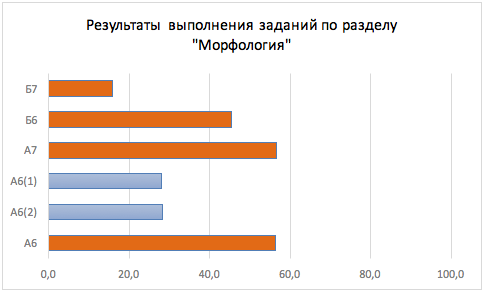 Результаты выполнения заданий по разделу
"Морфология"
Б7
Б6
А7
А6(1)
А6(2)
А6
0,0 20,0 40,0 60,0 80,0 100,0